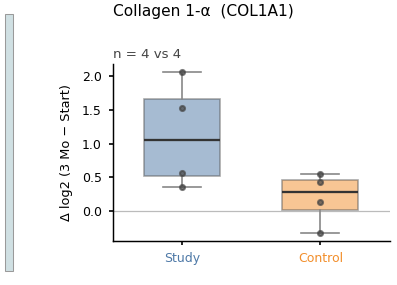 Collagen 1-α (COL1A1)
n = 4 vs 4
Δ log2 (3 Mo − Start)
2.0
1.5
1.0
0.5
0.0
Study
Control